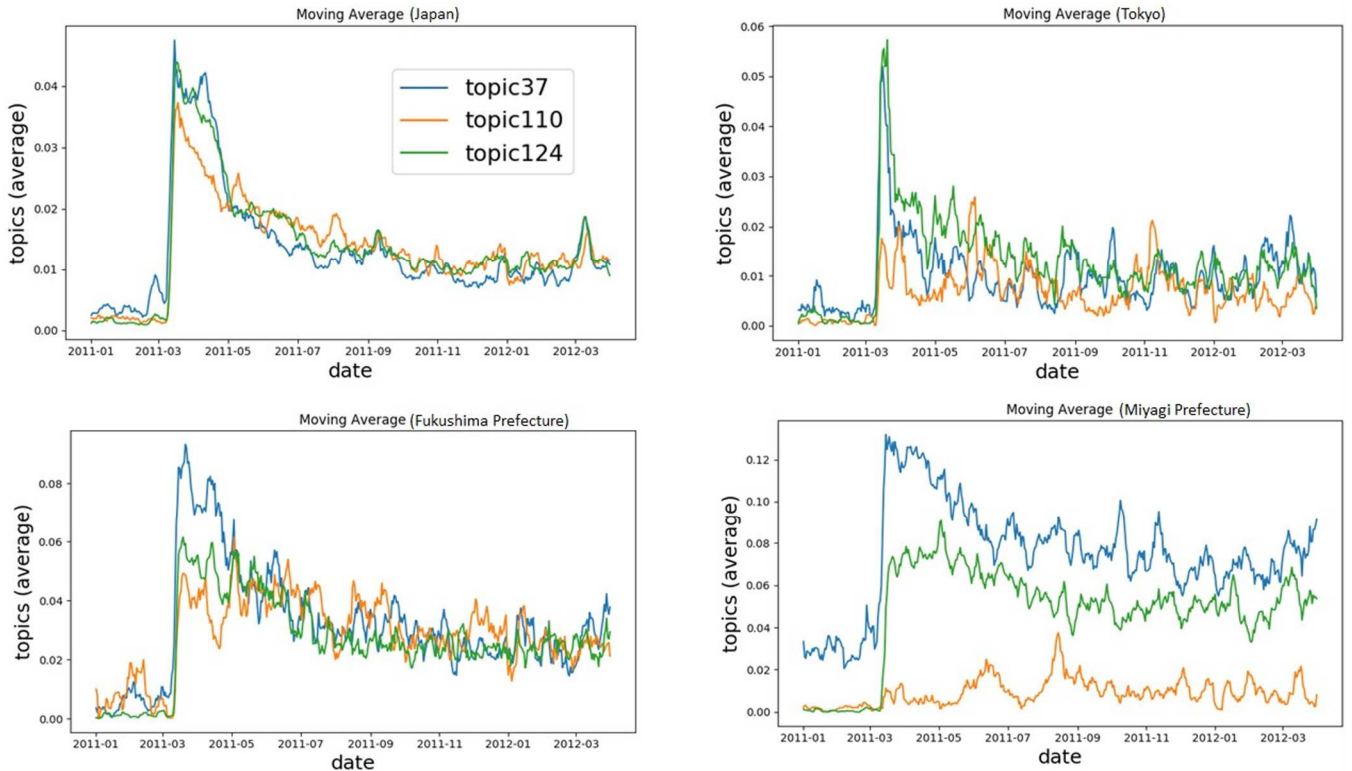 Moving Average (Japan)
topics (average)
0.04
0.03
0.02
0.01
0.00
topic37
topic110
topic124
2011-01 2011-03 2011-05 2011-07 2011-09 2011-11 2012-01 2012-03
date
Moving Average (Tokyo)
topics (average)
0.06
0.05
0.04
0.03
0.02
0.01
0.00
2011-01 2011-03 2011-05 2011-07 2011-09 2011-11 2012-01 2012-03
date
Moving Average (Fukushima Prefecture)
topics (average)
0.08
0.06
0.04
0.02
0.00
2011-01 2011-03 2011-05 2011-07 2011-09 2011-11 2012-01 2012-03
date
Moving Average (Miyagi Prefecture)
topics (average)
0.12
0.10
0.08
0.06
0.04
0.02
0.00
2011-01 2011-03 2011-05 2011-07 2011-09 2011-11 2012-01 2012-03
date